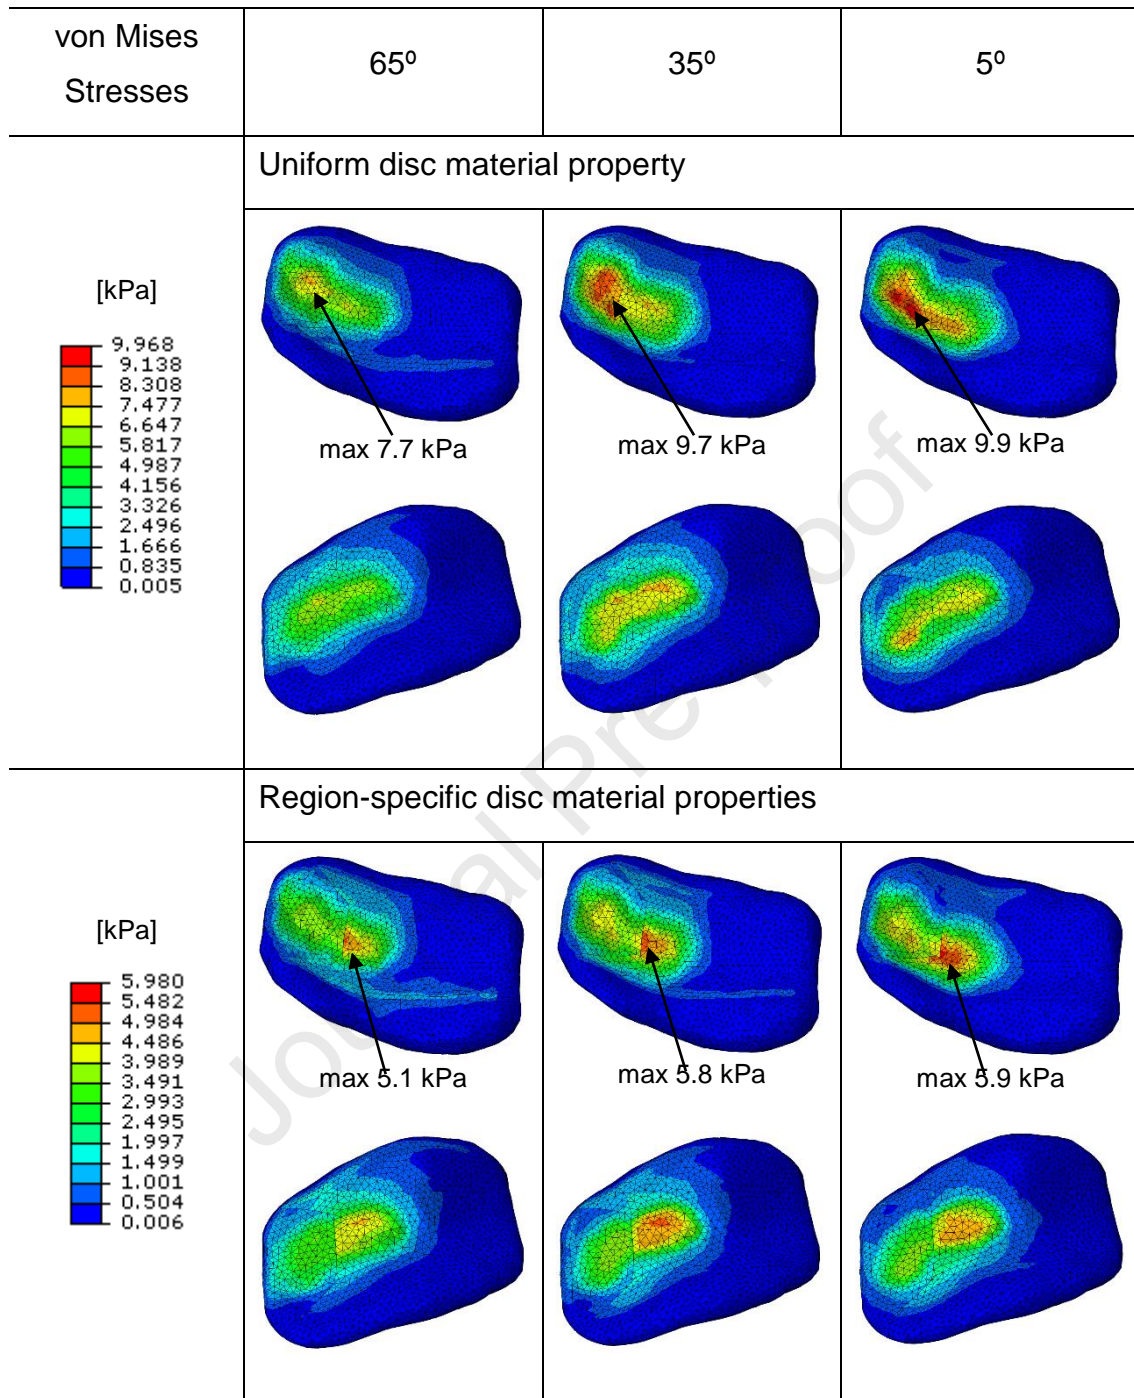 von Mises
Stresses
65º
35º
5º
Uniform disc material property
[kPa]
9.968
9.138
8.308
7.477
6.647
5.817
4.987
4.156
3.326
2.496
1.666
0.835
0.005
max 7.7 kPa
max 9.7 kPa
max 9.9 kPa
Region-specific disc material properties
[kPa]
5.980
5.482
4.984
4.486
3.989
3.491
2.993
2.495
1.997
1.499
1.001
0.504
0.006
max 5.1 kPa
max 5.8 kPa
max 5.9 kPa
Journal Pre-proof